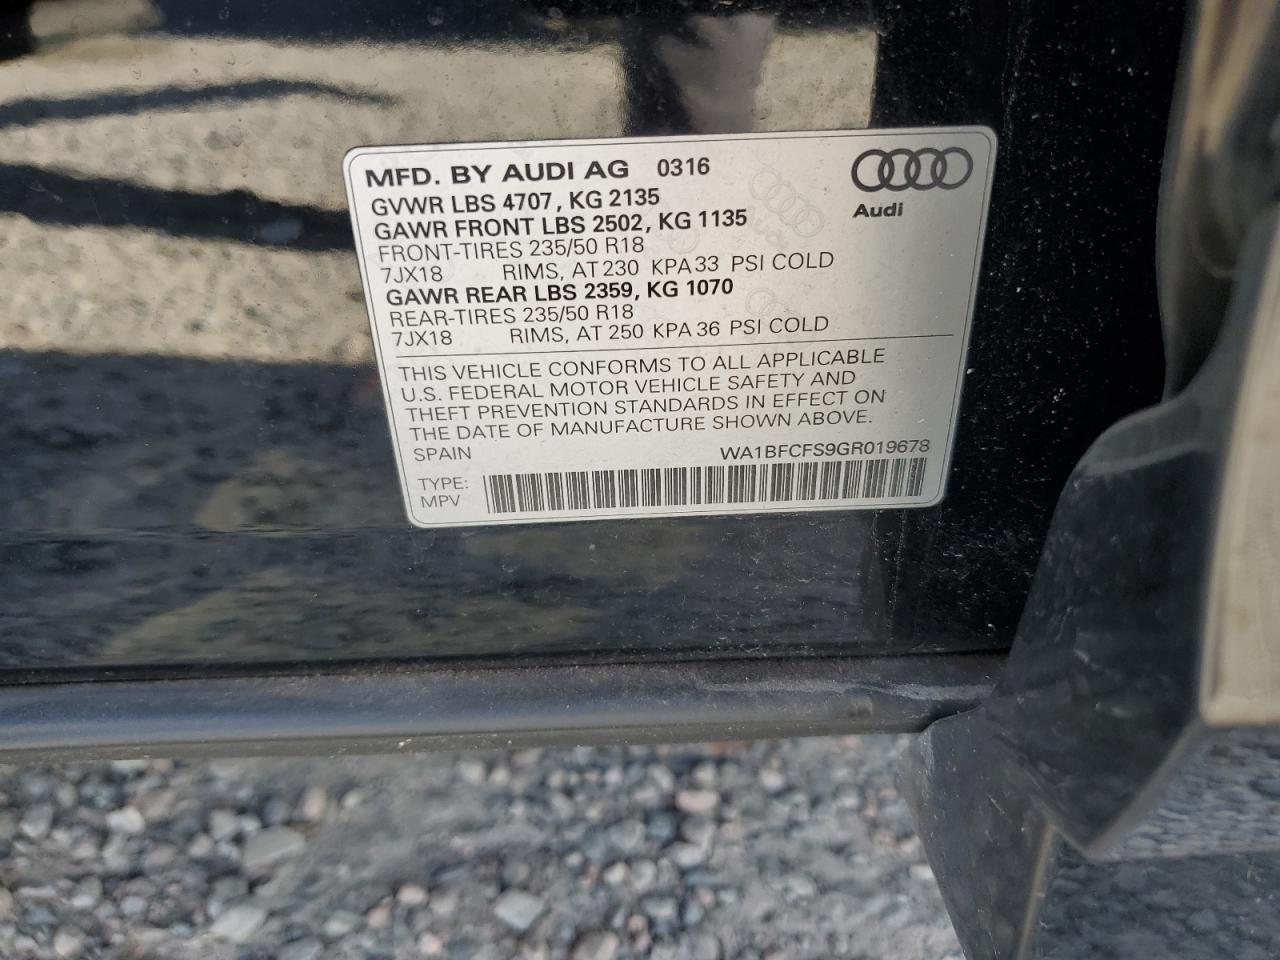 MFD. BY AUDI AG 0316
Audi
GVWR LBS 4707, KG 2135
GAWR FRONT LBS 2502, KG 1135
FRONT-TIRES 235/50 R18
7JX18 RIMS, AT 230 KPA 33 PSI COLD
GAWR REAR LBS 2359, KG 1070
REAR-TIRES 235/50 R18
7JX18 RIMS, AT 250 KPA 36 PSI COLD
THIS VEHICLE CONFORMS TO ALL APPLICABLE
U.S. FEDERAL MOTOR VEHICLE SAFETY AND
THEFT PREVENTION STANDARDS IN EFFECT ON
THE DATE OF MANUFACTURE SHOWN ABOVE.
SPAIN WA1BFCFS9GR019678
TYPE:
MPV